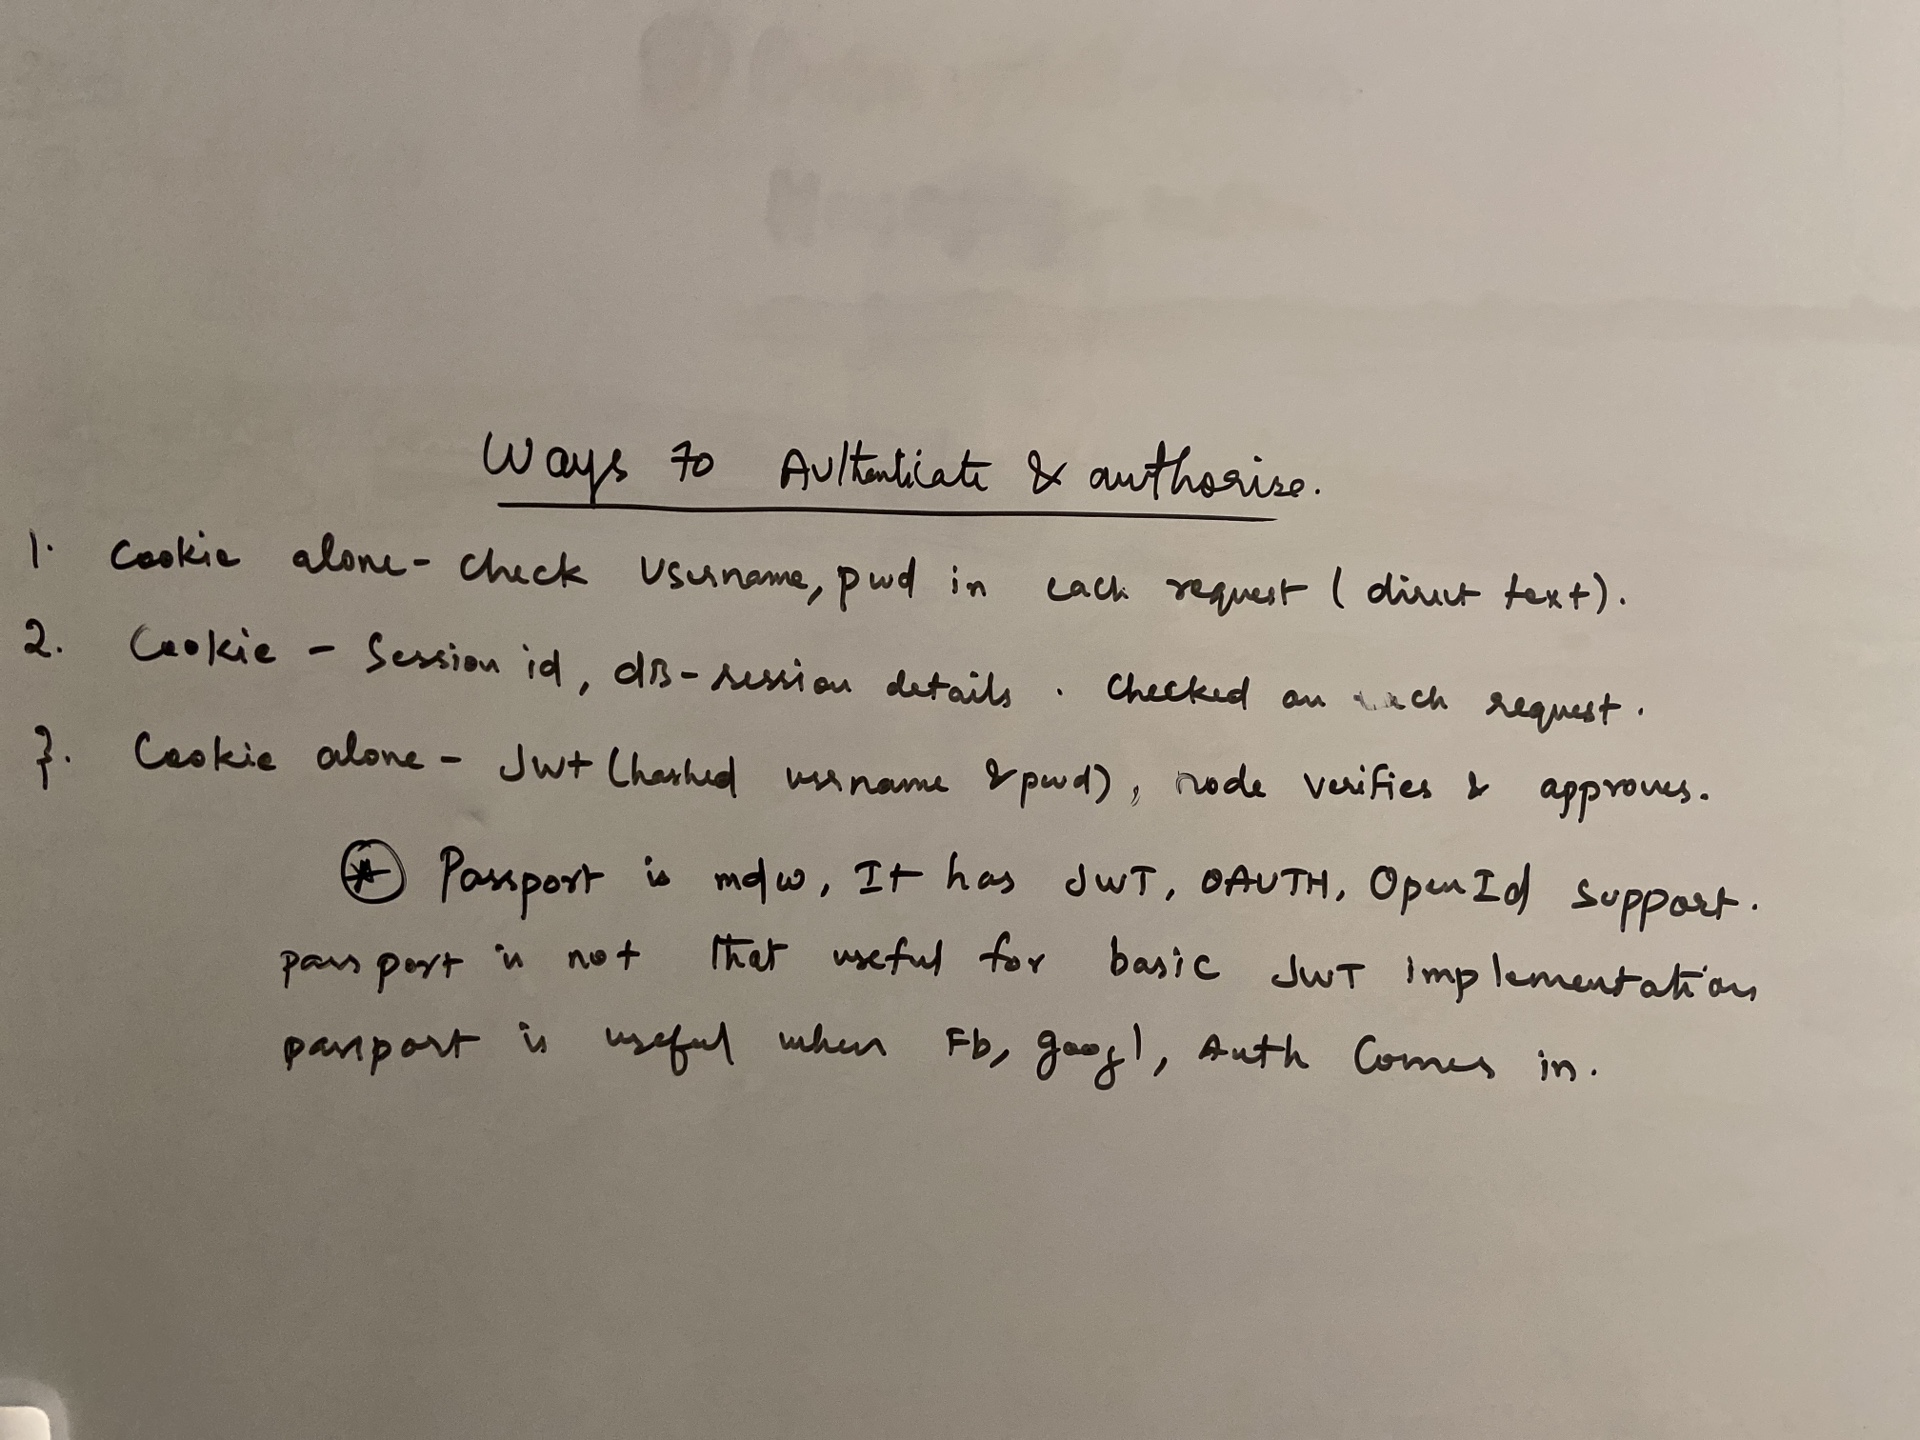 Ways to Authenticate & authorise.
1. Cookie alone - Check Username, pwd in each request (direct text).
2. Cookie - Session id, dB - session details. Checked on each request.
3. Cookie alone - Jwt (hashed username & pwd), node verifies & approves.
* Passport is mdw, It has JWT, OAUTH, OpenId support.
passport is not that useful for basic JWT implementation
passport is useful when Fb, googl, Auth Comes in.